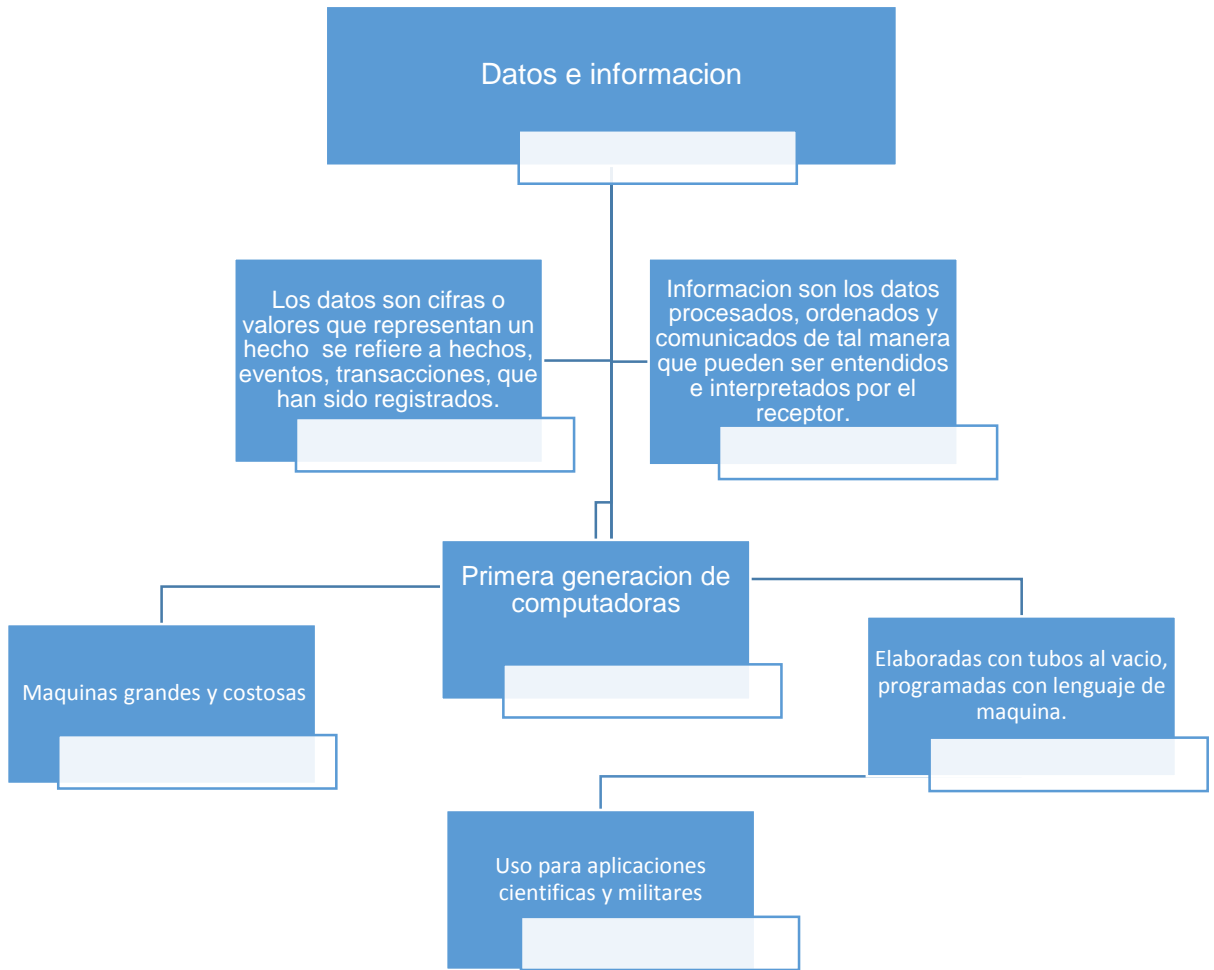 Datos e informacion
Los datos son cifras o
valores que representan un
hecho se refiere a hechos,
eventos, transacciones, que
han sido registrados.
Informacion son los datos
procesados, ordenados y
comunicados de tal manera
que pueden ser entendidos
e interpretados por el
receptor.
Primera generacion de
computadoras
Maquinas grandes y costosas
Elaboradas con tubos al vacio,
programadas con lenguaje de
maquina.
Uso para aplicaciones
cientificas y militares